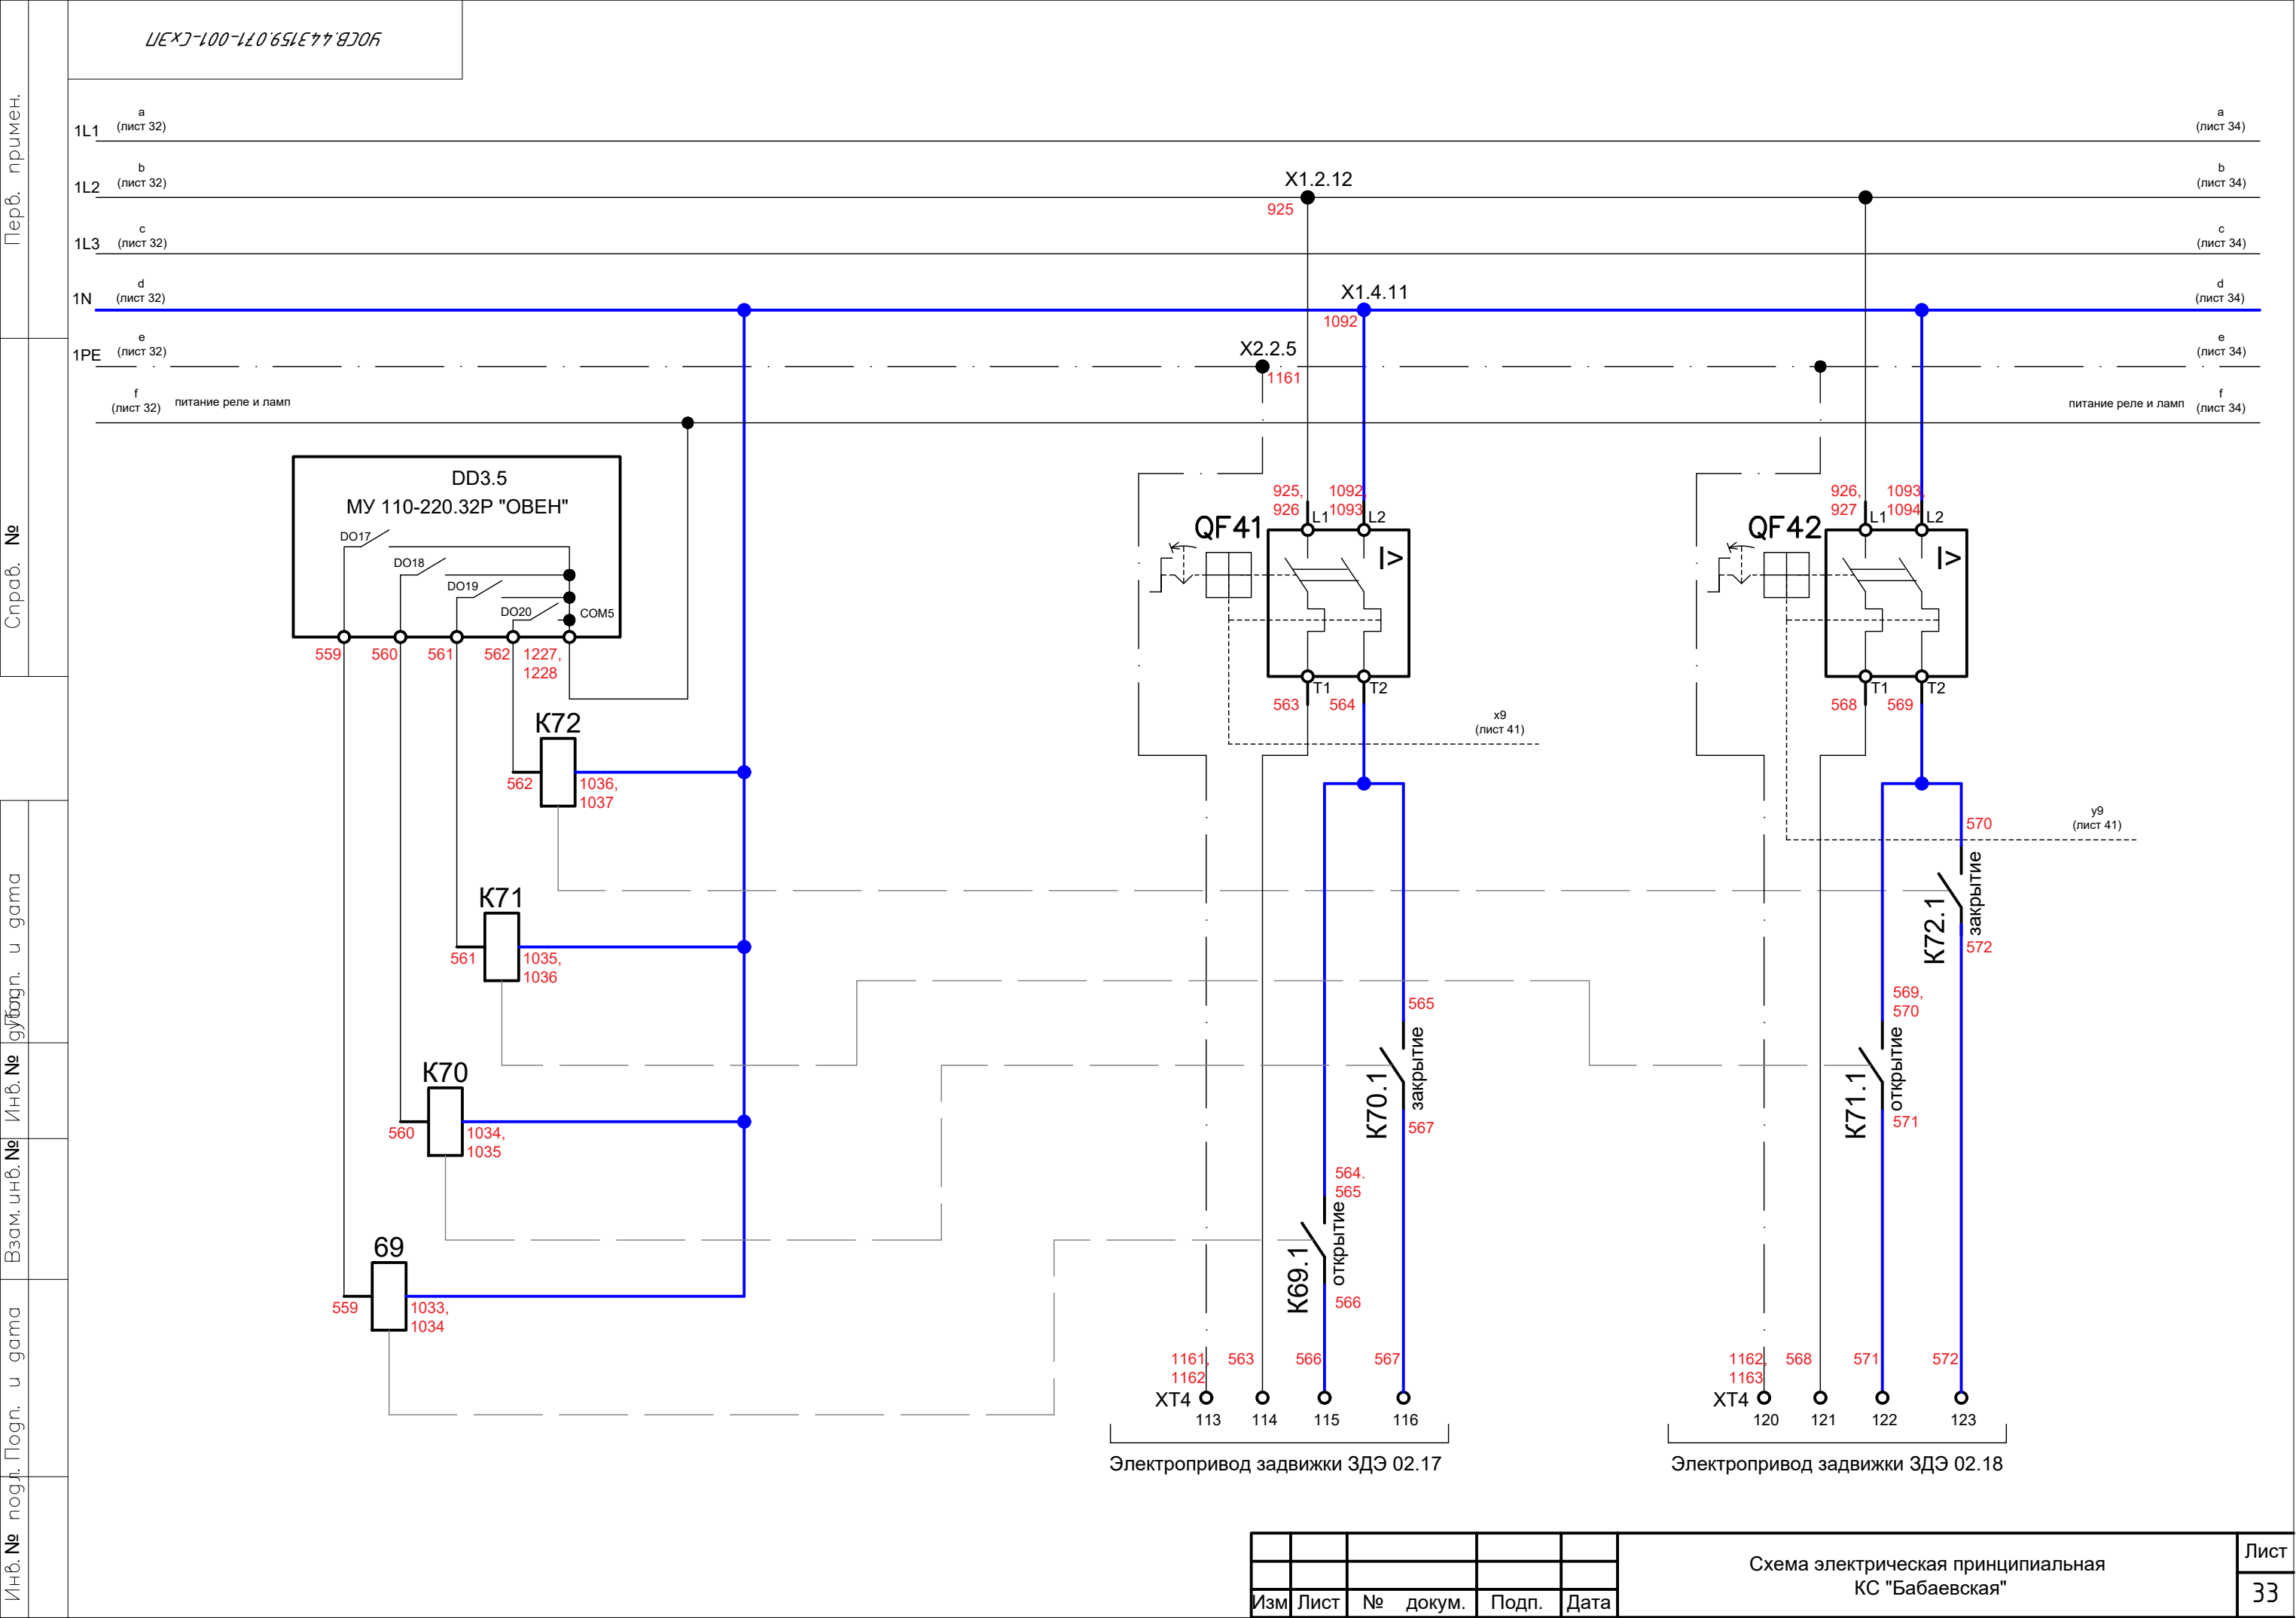 УОСВ.443159.071-001-СхЭП
Перв. примен.
Справ. №
Подп. и дата
Инв. № дубл.
Взам. инв. №
Подп. и дата
Инв. № подл.
1L1
a
(лист 32)
a
(лист 34)
1L2
b
(лист 32)
X1.2.12
925
b
(лист 34)
1L3
c
(лист 32)
c
(лист 34)
1N
d
(лист 32)
X1.4.11
1092
d
(лист 34)
1PE
e
(лист 32)
X2.2.5
1161
e
(лист 34)
f
(лист 32)
питание реле и ламп
питание реле и ламп
f
(лист 34)
DD3.5
МУ 110-220.32Р "ОВЕН"
DO17
DO18
DO19
DO20
COM5
559
560
561
562
1227,
1228
K72
562
1036,
1037
K71
561
1035,
1036
K70
560
1034,
1035
69
559
1033,
1034
925,
926
1092,
1093
QF41
L1
L2
I>
T1
T2
563
564
x9
(лист 41)
565
K70.1
закрытие
567
564.
565
K69.1
открытие
566
1161,
1162
563
566
567
XT4
113
114
115
116
Электропривод задвижки ЗДЭ 02.17
926,
927
1093,
1094
QF42
L1
L2
I>
T1
T2
568
569
y9
(лист 41)
570
K72.1
закрытие
572
569,
570
K71.1
открытие
571
1162,
1163
568
571
572
XT4
120
121
122
123
Электропривод задвижки ЗДЭ 02.18
Изм
Лист
№ докум.
Подп.
Дата
Схема электрическая принципиальная
КС "Бабаевская"
Лист
33